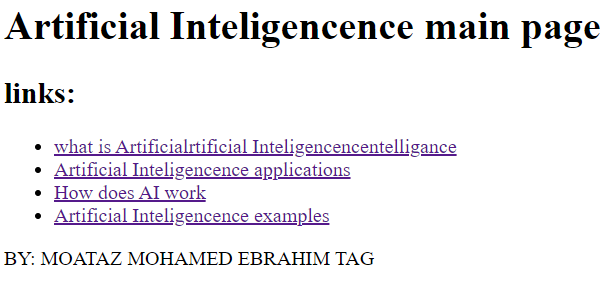 Artificial Inteligencence main page
links:
what is Artificialrtificial Inteligencencentelligance
Artificial Inteligencence applications
How does AI work
Artificial Inteligencence examples
BY: MOATAZ MOHAMED EBRAHIM TAG